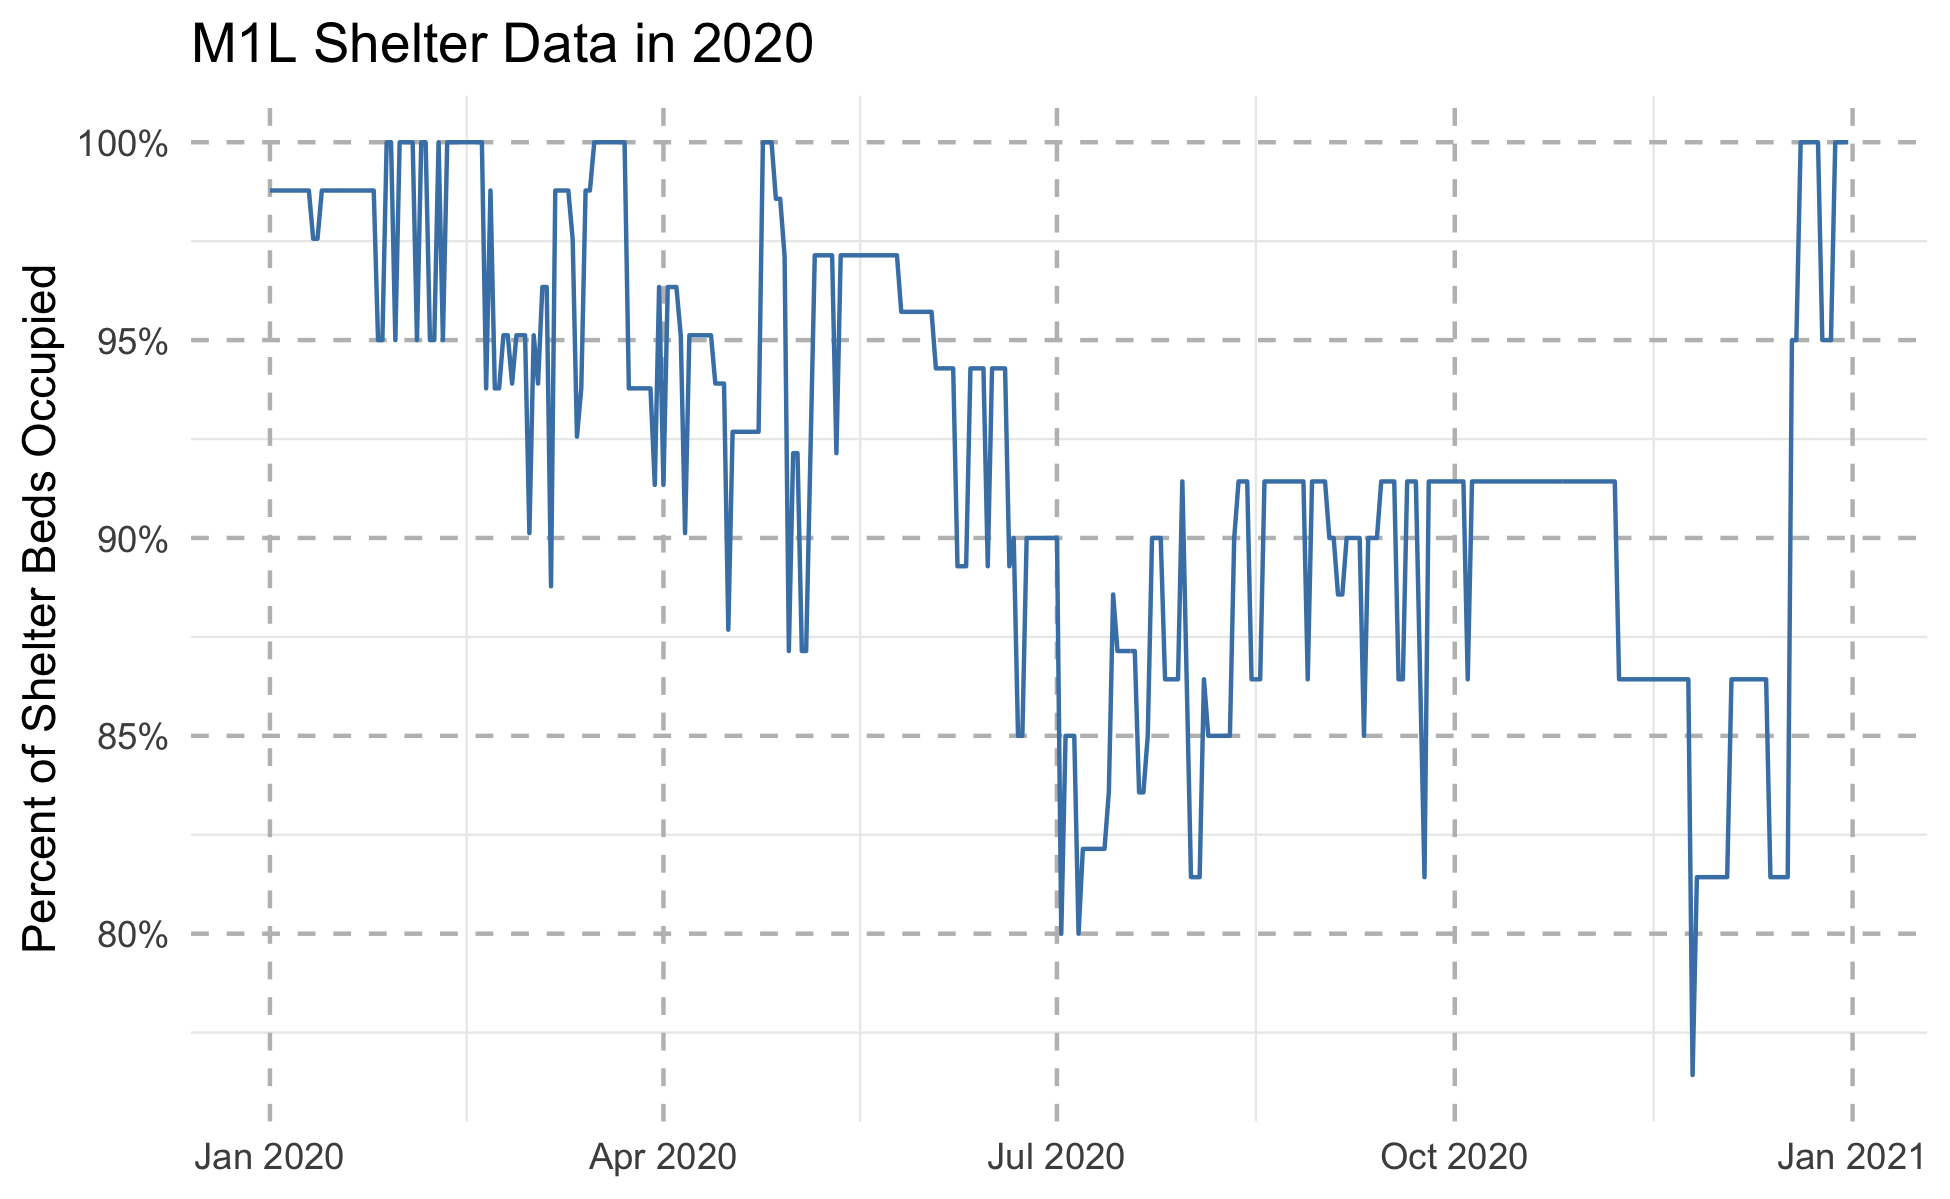 M1L Shelter Data in 2020
Percent of Shelter Beds Occupied
100%
95%
90%
85%
80%
Jan 2020
Apr 2020
Jul 2020
Oct 2020
Jan 2021